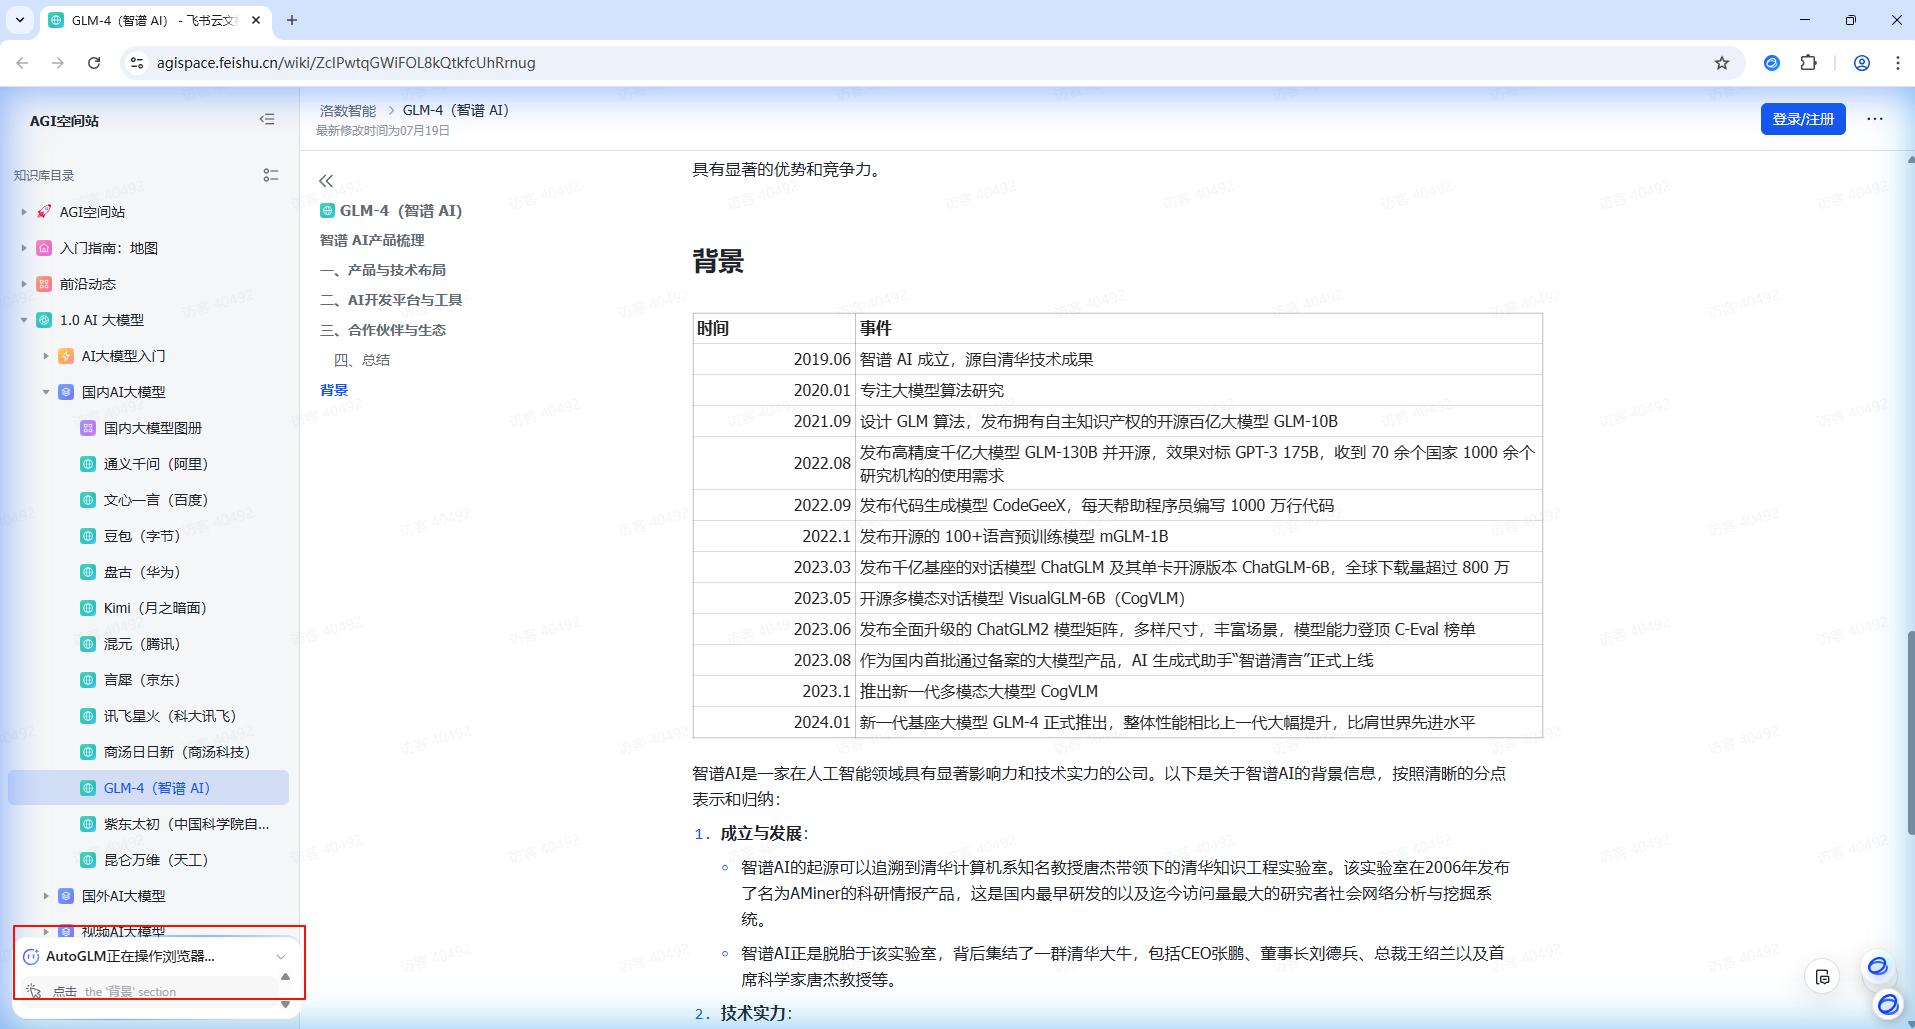 GLM-4（智谱 AI） - 飞书云文
agispace.feishu.cn/wiki/ZcIPwtqGWiFOL8kQtkfcUhRrnug
AGI空间站
知识库目录
AGI空间站
入门指南：地图
前沿动态
1.0 AI 大模型
AI大模型入门
国内AI大模型
国内大模型图册
通义千问（阿里）
文心一言（百度）
豆包（字节）
盘古（华为）
Kimi（月之暗面）
混元（腾讯）
言犀（京东）
讯飞星火（科大讯飞）
商汤日日新（商汤科技）
GLM-4（智谱 AI）
紫东太初（中国科学院自...
昆仑万维（天工）
国外AI大模型
视频AI大模型
AutoGLM正在操作浏览器...
点击 the '背景' section
洛数智能 > GLM-4（智谱 AI）
最新修改时间为07月19日
登录/注册
GLM-4（智谱 AI）
智谱 AI产品梳理
一、产品与技术布局
二、AI开发平台与工具
三、合作伙伴与生态
四、总结
背景
具有显著的优势和竞争力。
背景
时间 事件
2019.06 智谱 AI 成立，源自清华技术成果
2020.01 专注大模型算法研究
2021.09 设计 GLM 算法，发布拥有自主知识产权的开源百亿大模型 GLM-10B
2022.08 发布高精度千亿大模型 GLM-130B 并开源，效果对标 GPT-3 175B，收到 70 余个国家 1000 余个
研究机构的使用需求
2022.09 发布代码生成模型 CodeGeeX，每天帮助程序员编写 1000 万行代码
2022.1 发布开源的 100+语言预训练模型 mGLM-1B
2023.03 发布千亿基座的对话模型 ChatGLM 及其单卡开源版本 ChatGLM-6B，全球下载量超过 800 万
2023.05 开源多模态对话模型 VisualGLM-6B（CogVLM）
2023.06 发布全面升级的 ChatGLM2 模型矩阵，多样尺寸，丰富场景，模型能力登顶 C-Eval 榜单
2023.08 作为国内首批通过备案的大模型产品，AI 生成式助手“智谱清言”正式上线
2023.1 推出新一代多模态大模型 CogVLM
2024.01 新一代基座大模型 GLM-4 正式推出，整体性能相比上一代大幅提升，比肩世界先进水平
智谱AI是一家在人工智能领域具有显著影响力和技术实力的公司。以下是关于智谱AI的背景信息，按照清晰的分点
表示和归纳：
1. 成立与发展：
智谱AI的起源可以追溯到清华计算机系知名教授唐杰带领下的清华知识工程实验室。该实验室在2006年发布
了名为AMiner的科研情报产品，这是国内最早研发的以及迄今访问量最大的研究者社会网络分析与挖掘系
统。
智谱AI正是脱胎于该实验室，背后集结了一群清华大牛，包括CEO张鹏、董事长刘德兵、总裁王绍兰以及首
席科学家唐杰教授等。
2. 技术实力：
访客 40492